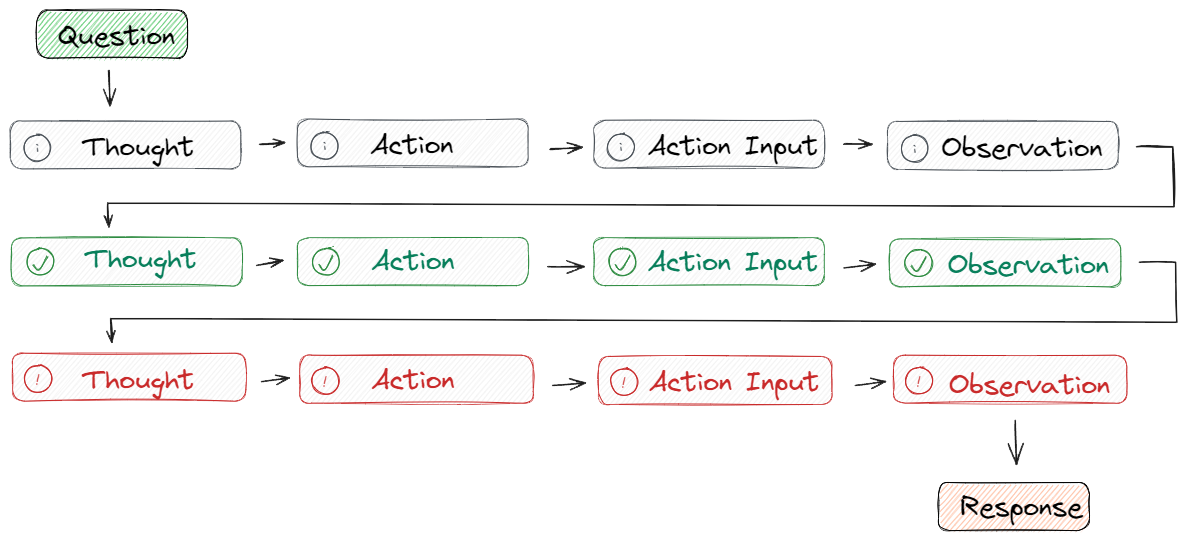 Question
Thought
Action
Action Input
Observation
Thought
Action
Action Input
Observation
Thought
Action
Action Input
Observation
Response